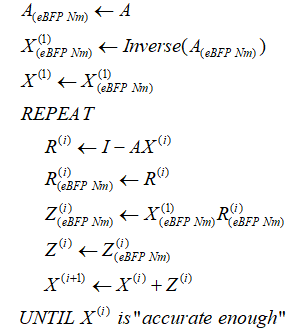 A_(eBFP Nm) ← A
X^(1)_(eBFP Nm) ← Inverse(A_(eBFP Nm))
X^(1) ← X^(1)_(eBFP Nm)
REPEAT
R^(i) ← I − AX^(i)
R^(i)_(eBFP Nm) ← R^(i)
Z^(i)_(eBFP Nm) ← X^(1)_(eBFP Nm) R^(i)_(eBFP Nm)
Z^(i) ← Z^(i)_(eBFP Nm)
X^(i+1) ← X^(i) + Z^(i)
UNTIL X^(i) is "accurate enough"